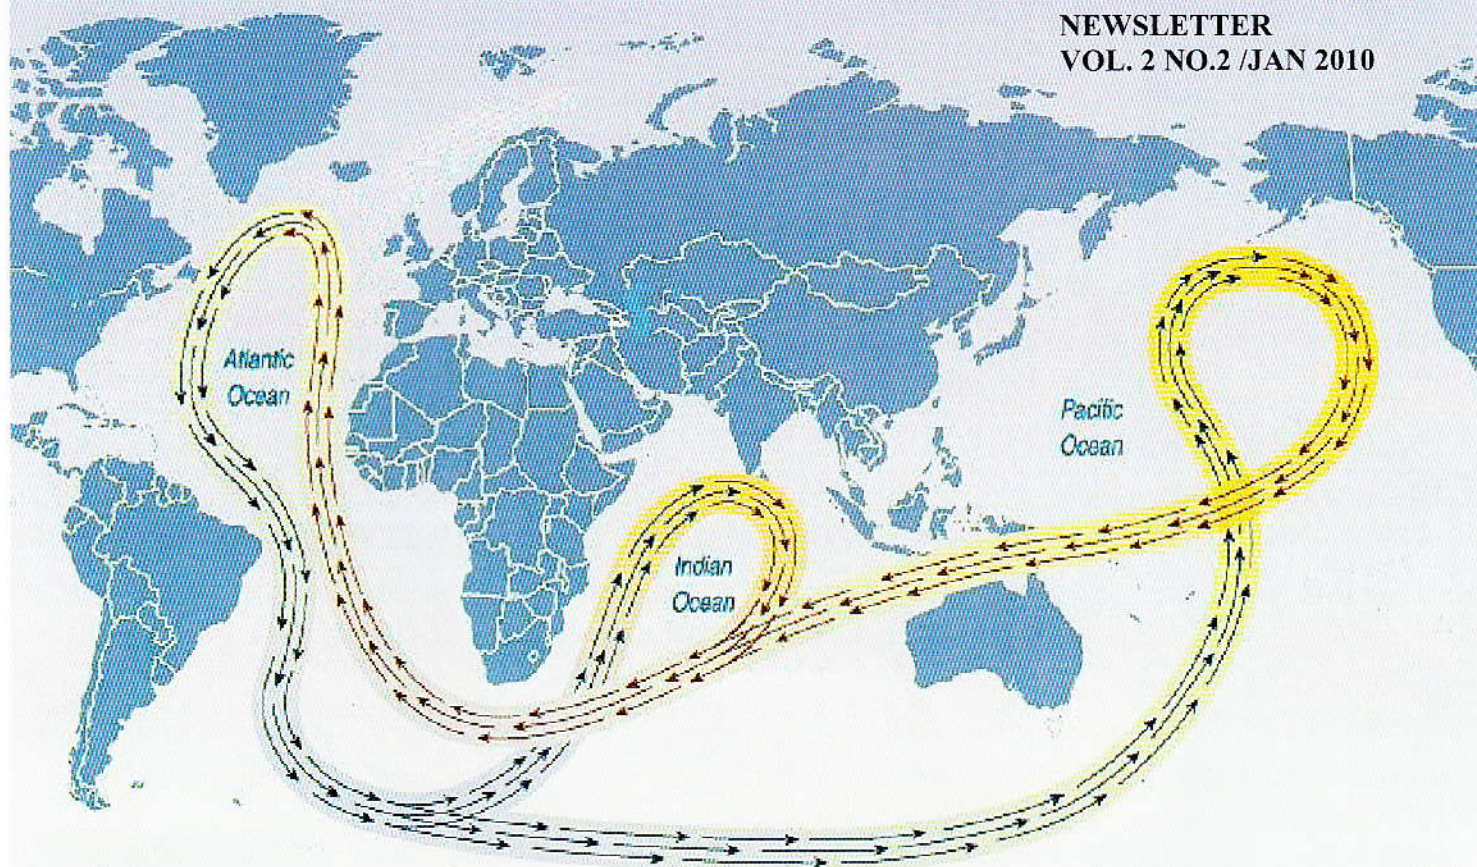 NEWSLETTER
VOL. 2 NO.2 /JAN 2010
Atlantic
Ocean
Pacific
Ocean
Indian
Ocean